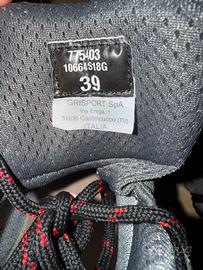 775403
10664S18G
39
GRISPORT SpA
Via Erega, 1
31030 Castelcucco (TV)
ITALIA